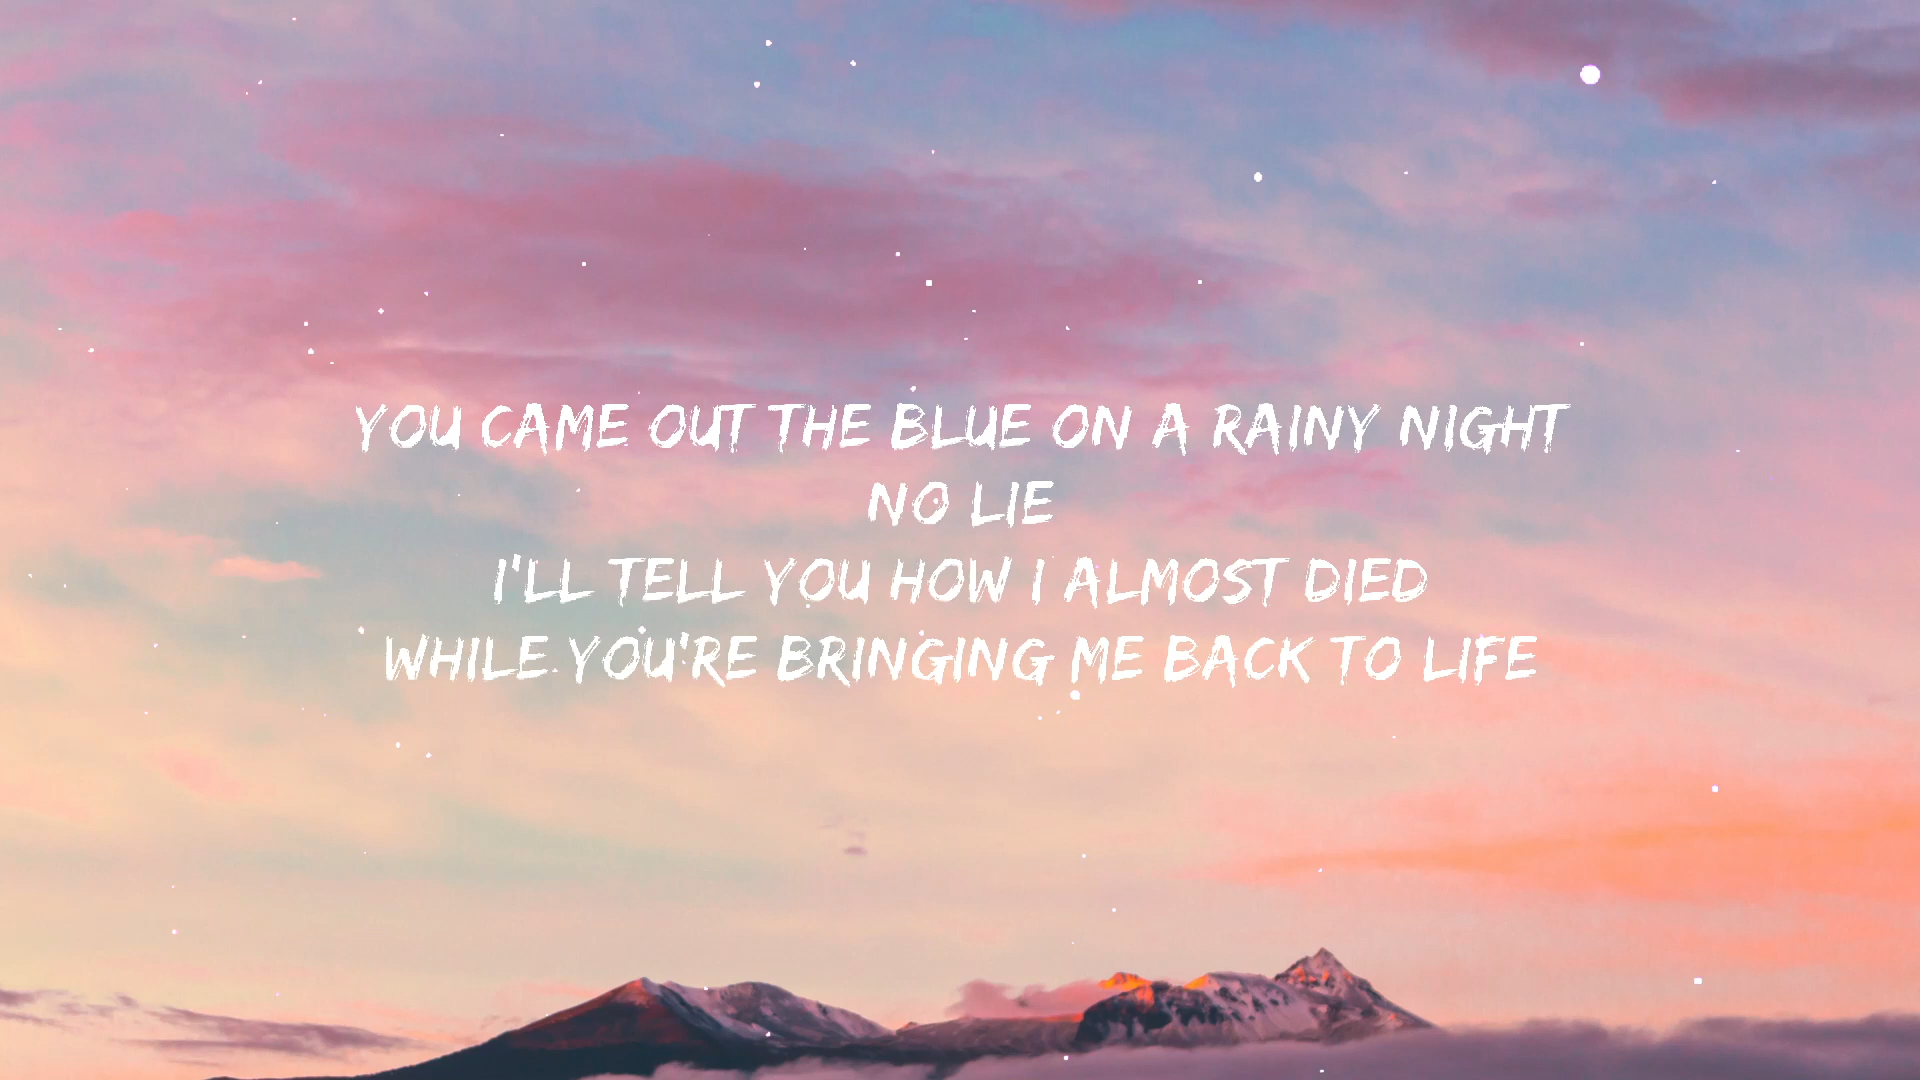 YOU CAME OUT THE BLUE ON A RAINY NIGHT
NO LIE
I'LL TELL YOU HOW I ALMOST DIED
WHILE YOU'RE BRINGING ME BACK TO LIFE